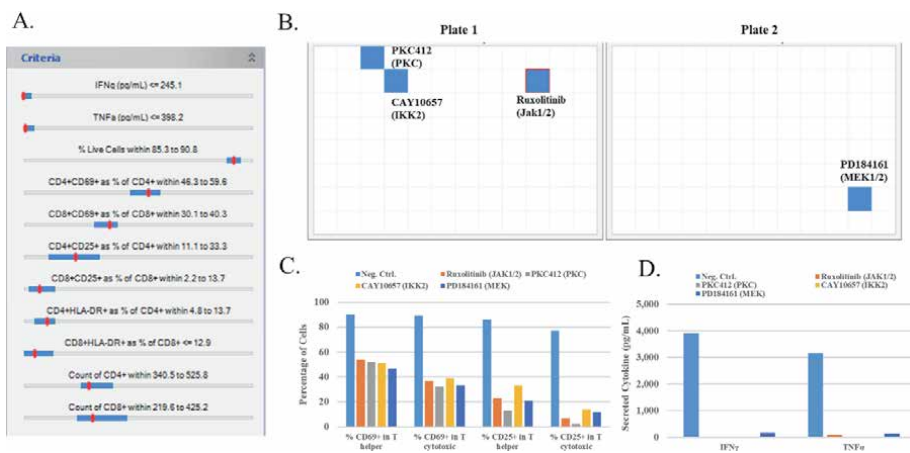 A.
Criteria
IFNg (pg/mL) <= 245.1
TNFa (pg/mL) <= 398.2
% Live Cells within 85.3 to 90.8
CD4+CD69+ as % of CD4+ within 46.3 to 59.6
CD8+CD69+ as % of CD8+ within 30.1 to 40.3
CD4+CD25+ as % of CD4+ within 11.1 to 33.3
CD8+CD25+ as % of CD8+ within 2.2 to 13.7
CD4+HLA-DR+ as % of CD4+ within 4.8 to 13.7
CD8+HLA-DR+ as % of CD8+ <= 12.9
Count of CD4+ within 340.5 to 525.8
Count of CD8+ within 219.6 to 425.2
B.
Plate 1
Plate 2
PKC412
(PKC)
CAY10657
(IKK2)
Ruxolitinib
(Jak1/2)
PD184161
(MEK1/2)
C.
Neg. Ctrl.
Ruxolitinib (JAK1/2)
PKC412 (PKC)
CAY10657 (IKK2)
PD184161 (MEK)
Percentage of Cells
100
80
60
40
20
0
% CD69+ in T
helper
% CD69+ in T
cytotoxic
% CD25+ in T
helper
% CD25+ in T
cytotoxic
D.
Neg. Ctrl.
Ruxolitinib (JAK1/2)
PKC412 (PKC)
CAY10657 (IKK2)
PD184161 (MEK)
Secreted Cytokine (pg/mL)
5,000
4,000
3,000
2,000
1,000
0
IFNγ
TNFα